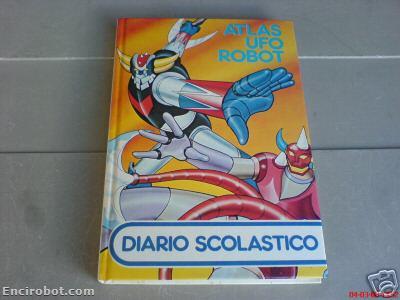 ATLAS
UFO
ROBOT
DIARIO SCOLASTICO
Encirobot.com